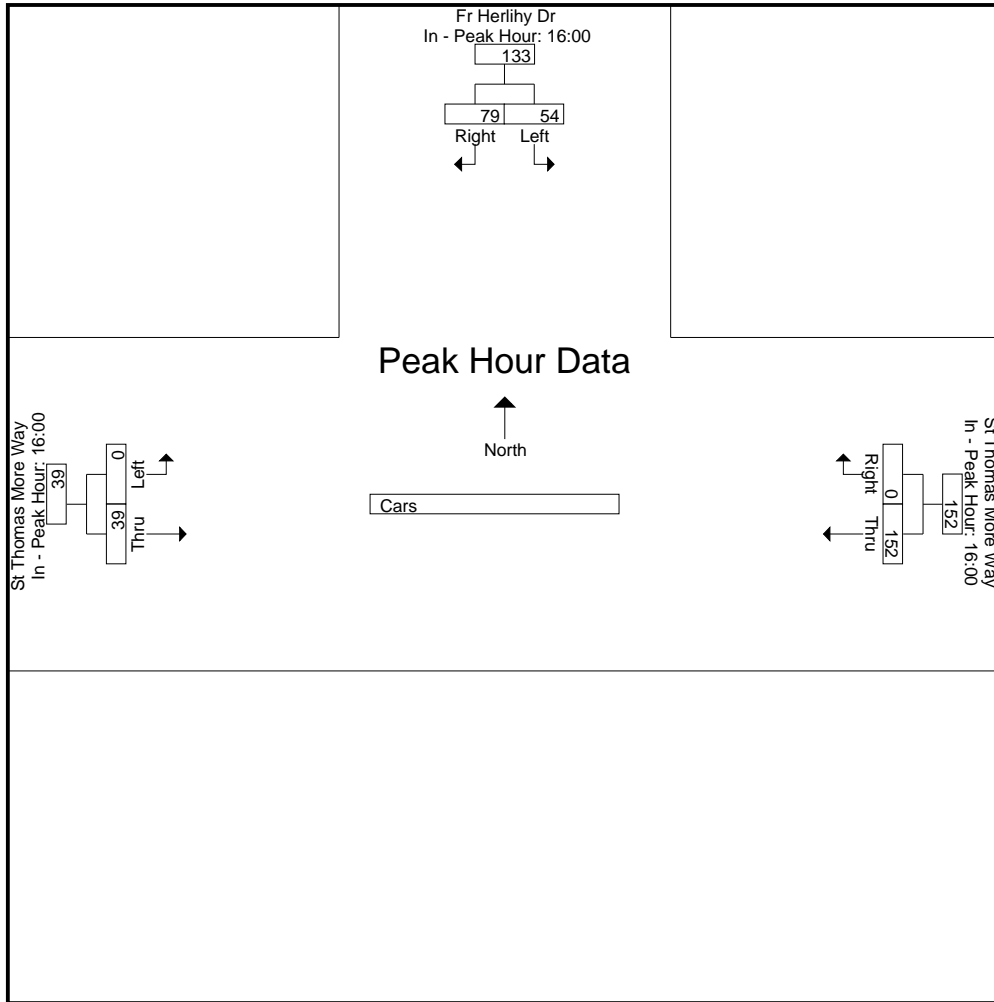 Fr Herlihy Dr
In - Peak Hour: 16:00
133
79 54
Right Left
Peak Hour Data
North
Cars
St Thomas More Way
In - Peak Hour: 16:00
39
0 39
Left Thru
St Thomas More Way
In - Peak Hour: 16:00
152
0 152
Right Thru